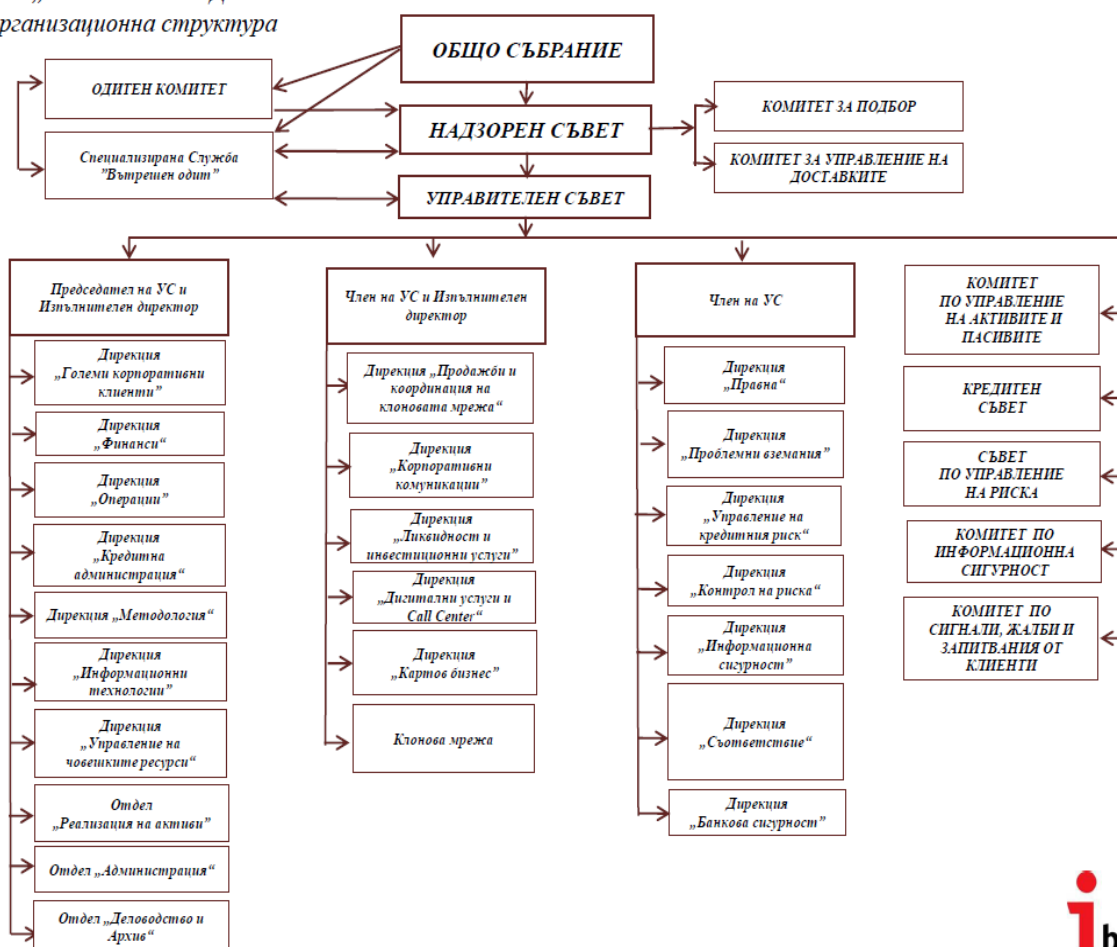 организационна структура
ОБЩО СЪБРАНИЕ
ОДИТЕН КОМИТЕТ
НАДЗОРЕН СЪВЕТ
КОМИТЕТ ЗА ПОДБОР
Специализирана Служба
"Вътрешен одит"
КОМИТЕТ ЗА УПРАВЛЕНИЕ НА
ДОСТАВКИТЕ
УПРАВИТЕЛЕН СЪВЕТ
Председател на УС и
Изпълнителен директор
Дирекция
„Големи корпоративни
клиенти”
Дирекция
„Финанси“
Дирекция
„Операции”
Дирекция
„Кредитна
администрация“
Дирекция „Методология“
Дирекция
„Информационни
технологии”
Дирекция
„Управление на
човешките ресурси”
Отдел
„Реализация на активи”
Отдел „Администрация“
Отдел „Деловодство и
Архив“
Член на УС и Изпълнителен
директор
Дирекция „Продажби и
координация на
клоновата мрежа“
Дирекция
„Корпоративни
комуникации”
Дирекция
„Ликвидност и
инвестиционни услуги”
Дирекция
„Дигитални услуги и
Call Center“
Дирекция
„Картов бизнес”
Клонова мрежа
Член на УС
Дирекция
„Правна“
Дирекция
„Проблемни вземания”
Дирекция
„Управление на
кредитния риск”
Дирекция
„Контрол на риска“
Дирекция
„Информационна
сигурност”
Дирекция
„Съответствие“
Дирекция
„Банкова сигурност”
КОМИТЕТ
ПО УПРАВЛЕНИЕ
НА АКТИВИТЕ И
ПАСИВИТЕ
КРЕДИТЕН
СЪВЕТ
СЪВЕТ
ПО УПРАВЛЕНИЕ
НА РИСКА
КОМИТЕТ ПО
ИНФОРМАЦИОННА
СИГУРНОСТ
КОМИТЕТ ПО
СИГНАЛИ, ЖАЛБИ И
ЗАПИТВАНИЯ ОТ
КЛИЕНТИ